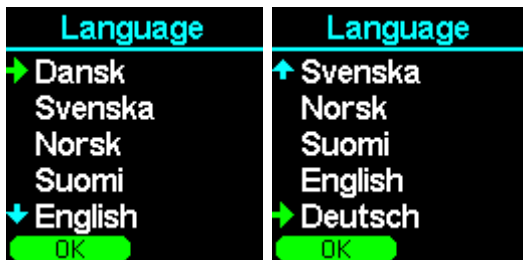 Language
Dansk
Svenska
Norsk
Suomi
English
OK
Language
Svenska
Norsk
Suomi
English
Deutsch
OK